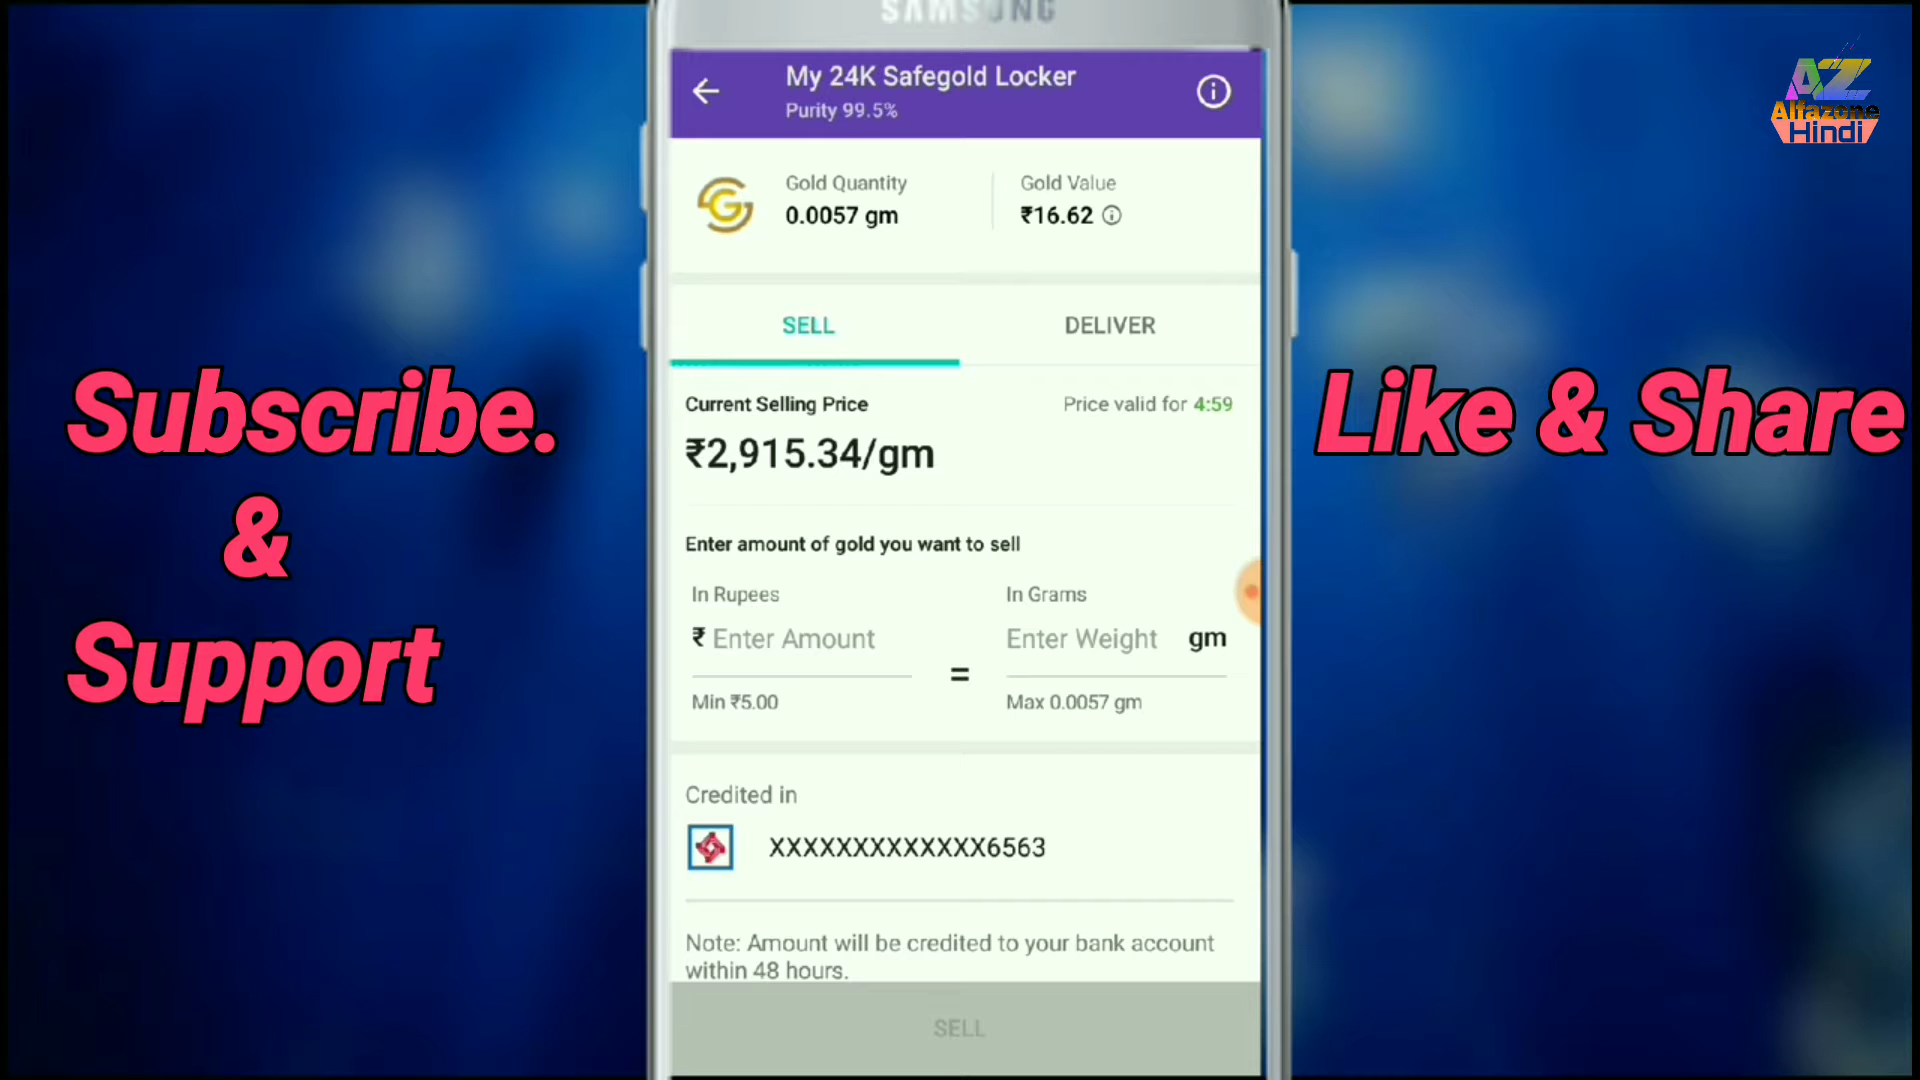 SAMSUNG
My 24K Safegold Locker
Purity 99.5%
AZ
Alfazone
Hindi
Gold Quantity
0.0057 gm
Gold Value
₹16.62
SELL
DELIVER
Current Selling Price
Price valid for 4:59
₹2,915.34/gm
Subscribe.
&
Support
Like & Share
Enter amount of gold you want to sell
In Rupees
In Grams
₹ Enter Amount
Enter Weight gm
=
Min ₹5.00
Max 0.0057 gm
Credited in
XXXXXXXXXXXXX6563
Note: Amount will be credited to your bank account
within 48 hours.
SELL